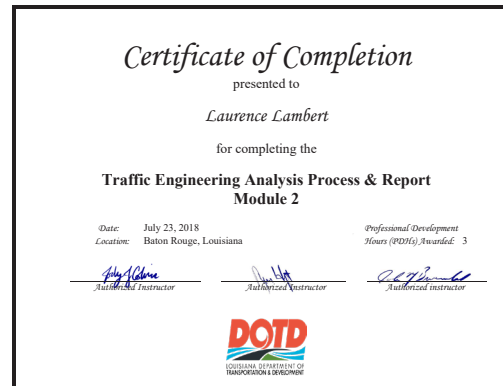 Certificate of Completion
presented to
Laurence Lambert
for completing the
Traffic Engineering Analysis Process & Report
Module 2
Date: July 23, 2018
Location: Baton Rouge, Louisiana
Professional Development
Hours (PDHs) Awarded: 3
Authorized Instructor
Authorized Instructor
Authorized instructor
DOTD
LOUISIANA DEPARTMENT OF
TRANSPORTATION & DEVELOPMENT